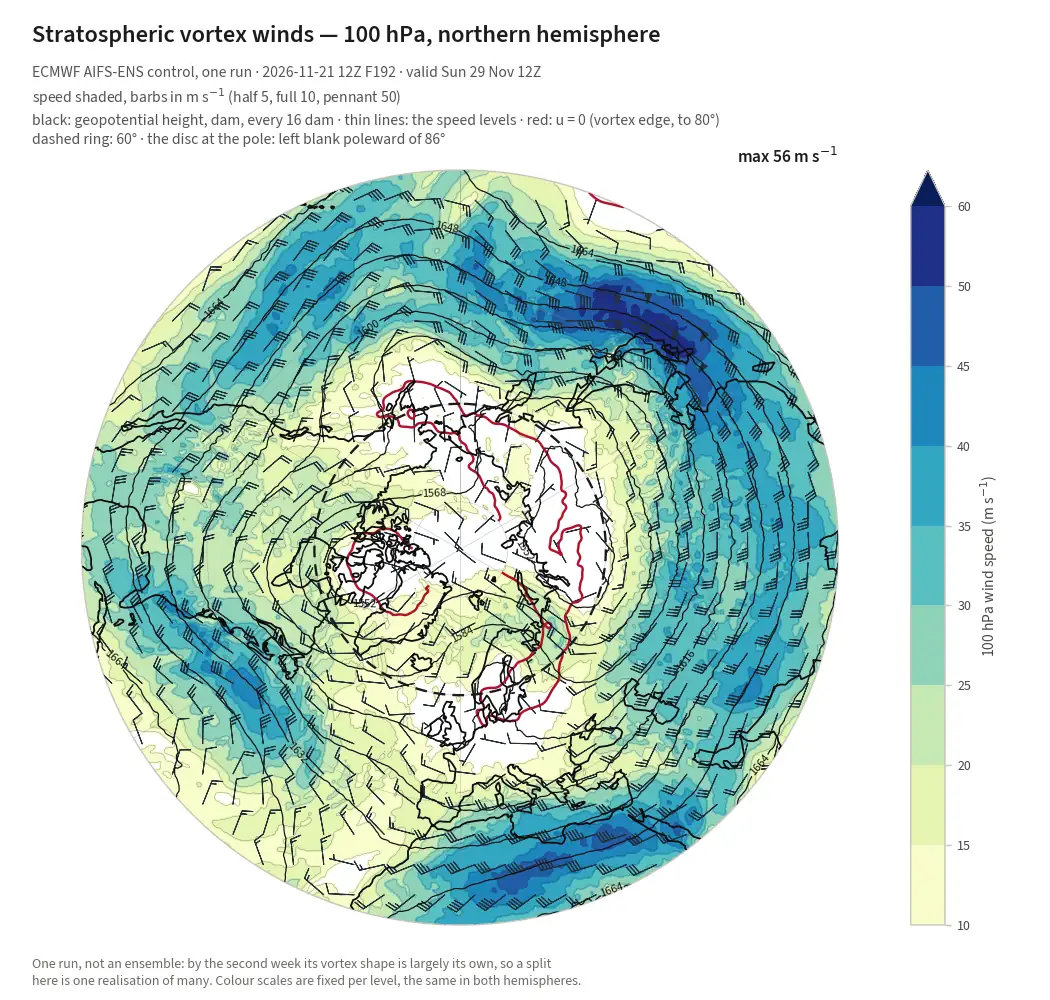 Stratospheric vortex winds — 100 hPa, northern hemisphere
ECMWF AIFS-ENS control, one run · 2026-11-21 12Z F192 · valid Sun 29 Nov 12Z
speed shaded, barbs in m s⁻¹ (half 5, full 10, pennant 50)
black: geopotential height, dam, every 16 dam · thin lines: the speed levels · red: u = 0 (vortex edge, to 80°)
dashed ring: 60° · the disc at the pole: left blank poleward of 86°
max 56 m s⁻¹
60
50
45
40
35
30
25
20
15
10
100 hPa wind speed (m s⁻¹)
1648
1664
1648
1664
1600
1568
1552
1584
1616
1664
1632
1664
1664
One run, not an ensemble: by the second week its vortex shape is largely its own, so a split
here is one realisation of many. Colour scales are fixed per level, the same in both hemispheres.